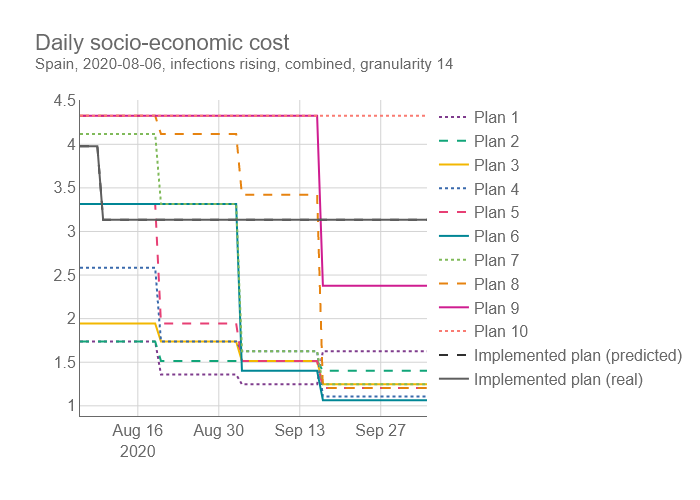 Daily socio-economic cost
Spain, 2020-08-06, infections rising, combined, granularity 14
4.5
4
3.5
3
2.5
2
1.5
1
Aug 16
2020
Aug 30
Sep 13
Sep 27
Plan 1
Plan 2
Plan 3
Plan 4
Plan 5
Plan 6
Plan 7
Plan 8
Plan 9
Plan 10
Implemented plan (predicted)
Implemented plan (real)